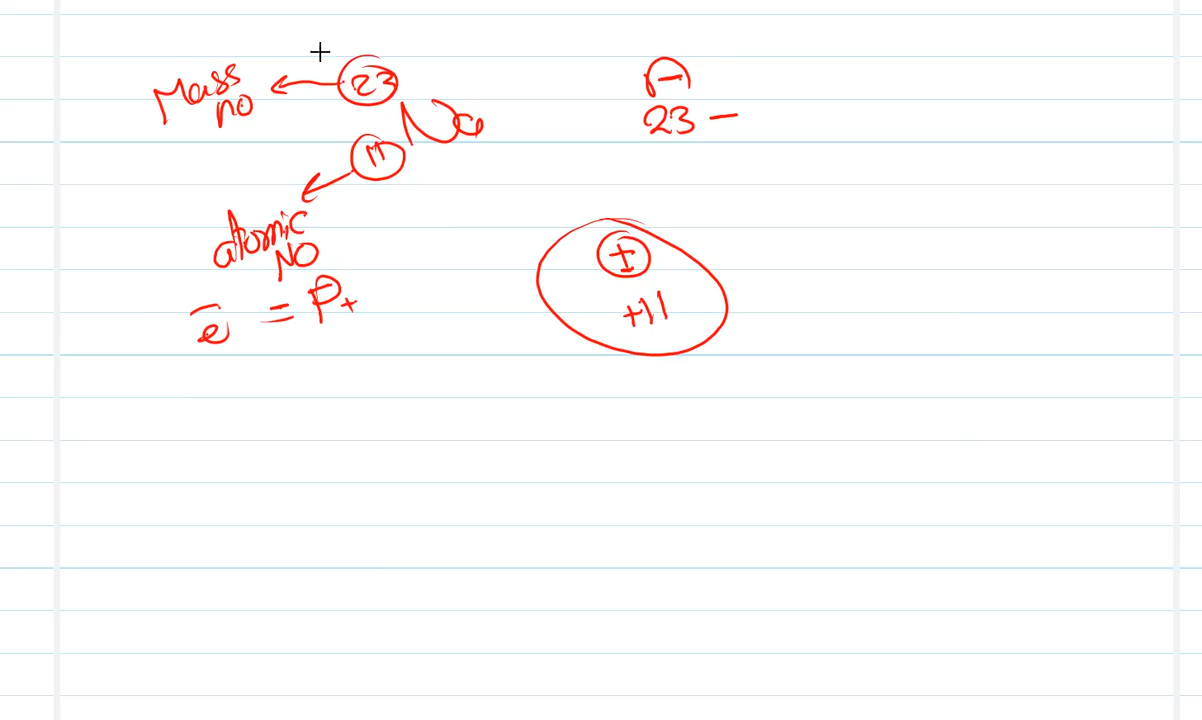 Mass
no
23
Na
11
atomic
NO
e̅ = P+
23 –
+
+11